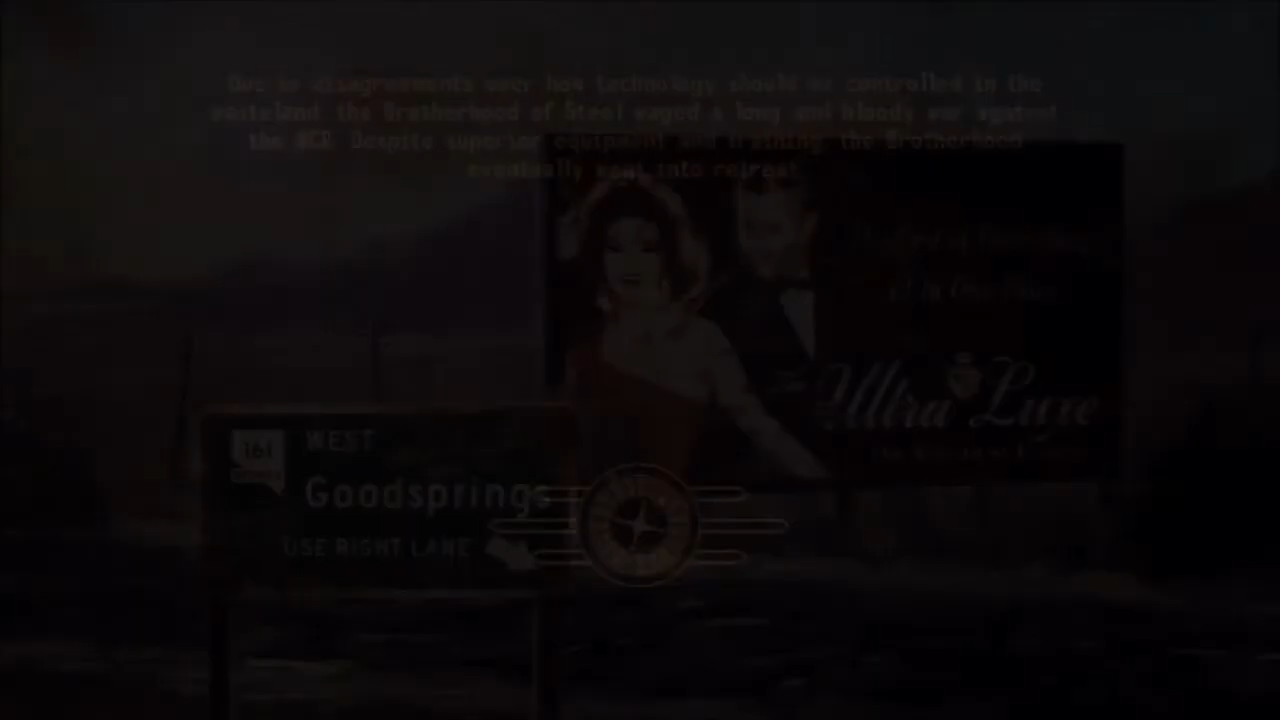 Due to disagreements over how technology should be controlled in the
wasteland, the Brotherhood of Steel waged a long and bloody war against
the NCR. Despite superior equipment and training, the Brotherhood
eventually went into retreat.
The
Ultra Luxe
161
WEST
Goodsprings
USE RIGHT LANE